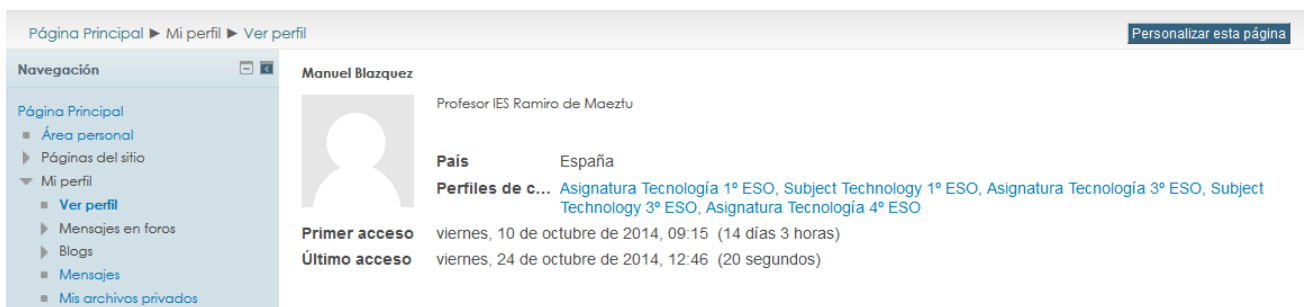 Página Principal ► Mi perfil ► Ver perfil
Personalizar esta página
Navegación
Página Principal
Área personal
Páginas del sitio
Mi perfil
Ver perfil
Mensajes en foros
Blogs
Mensajes
Mis archivos privados
Manuel Blazquez
Profesor IES Ramiro de Maeztu
País España
Perfiles de c... Asignatura Tecnología 1º ESO, Subject Technology 1º ESO, Asignatura Tecnología 3º ESO, Subject
Technology 3º ESO, Asignatura Tecnología 4º ESO
Primer acceso viernes, 10 de octubre de 2014, 09:15 (14 días 3 horas)
Último acceso viernes, 24 de octubre de 2014, 12:46 (20 segundos)